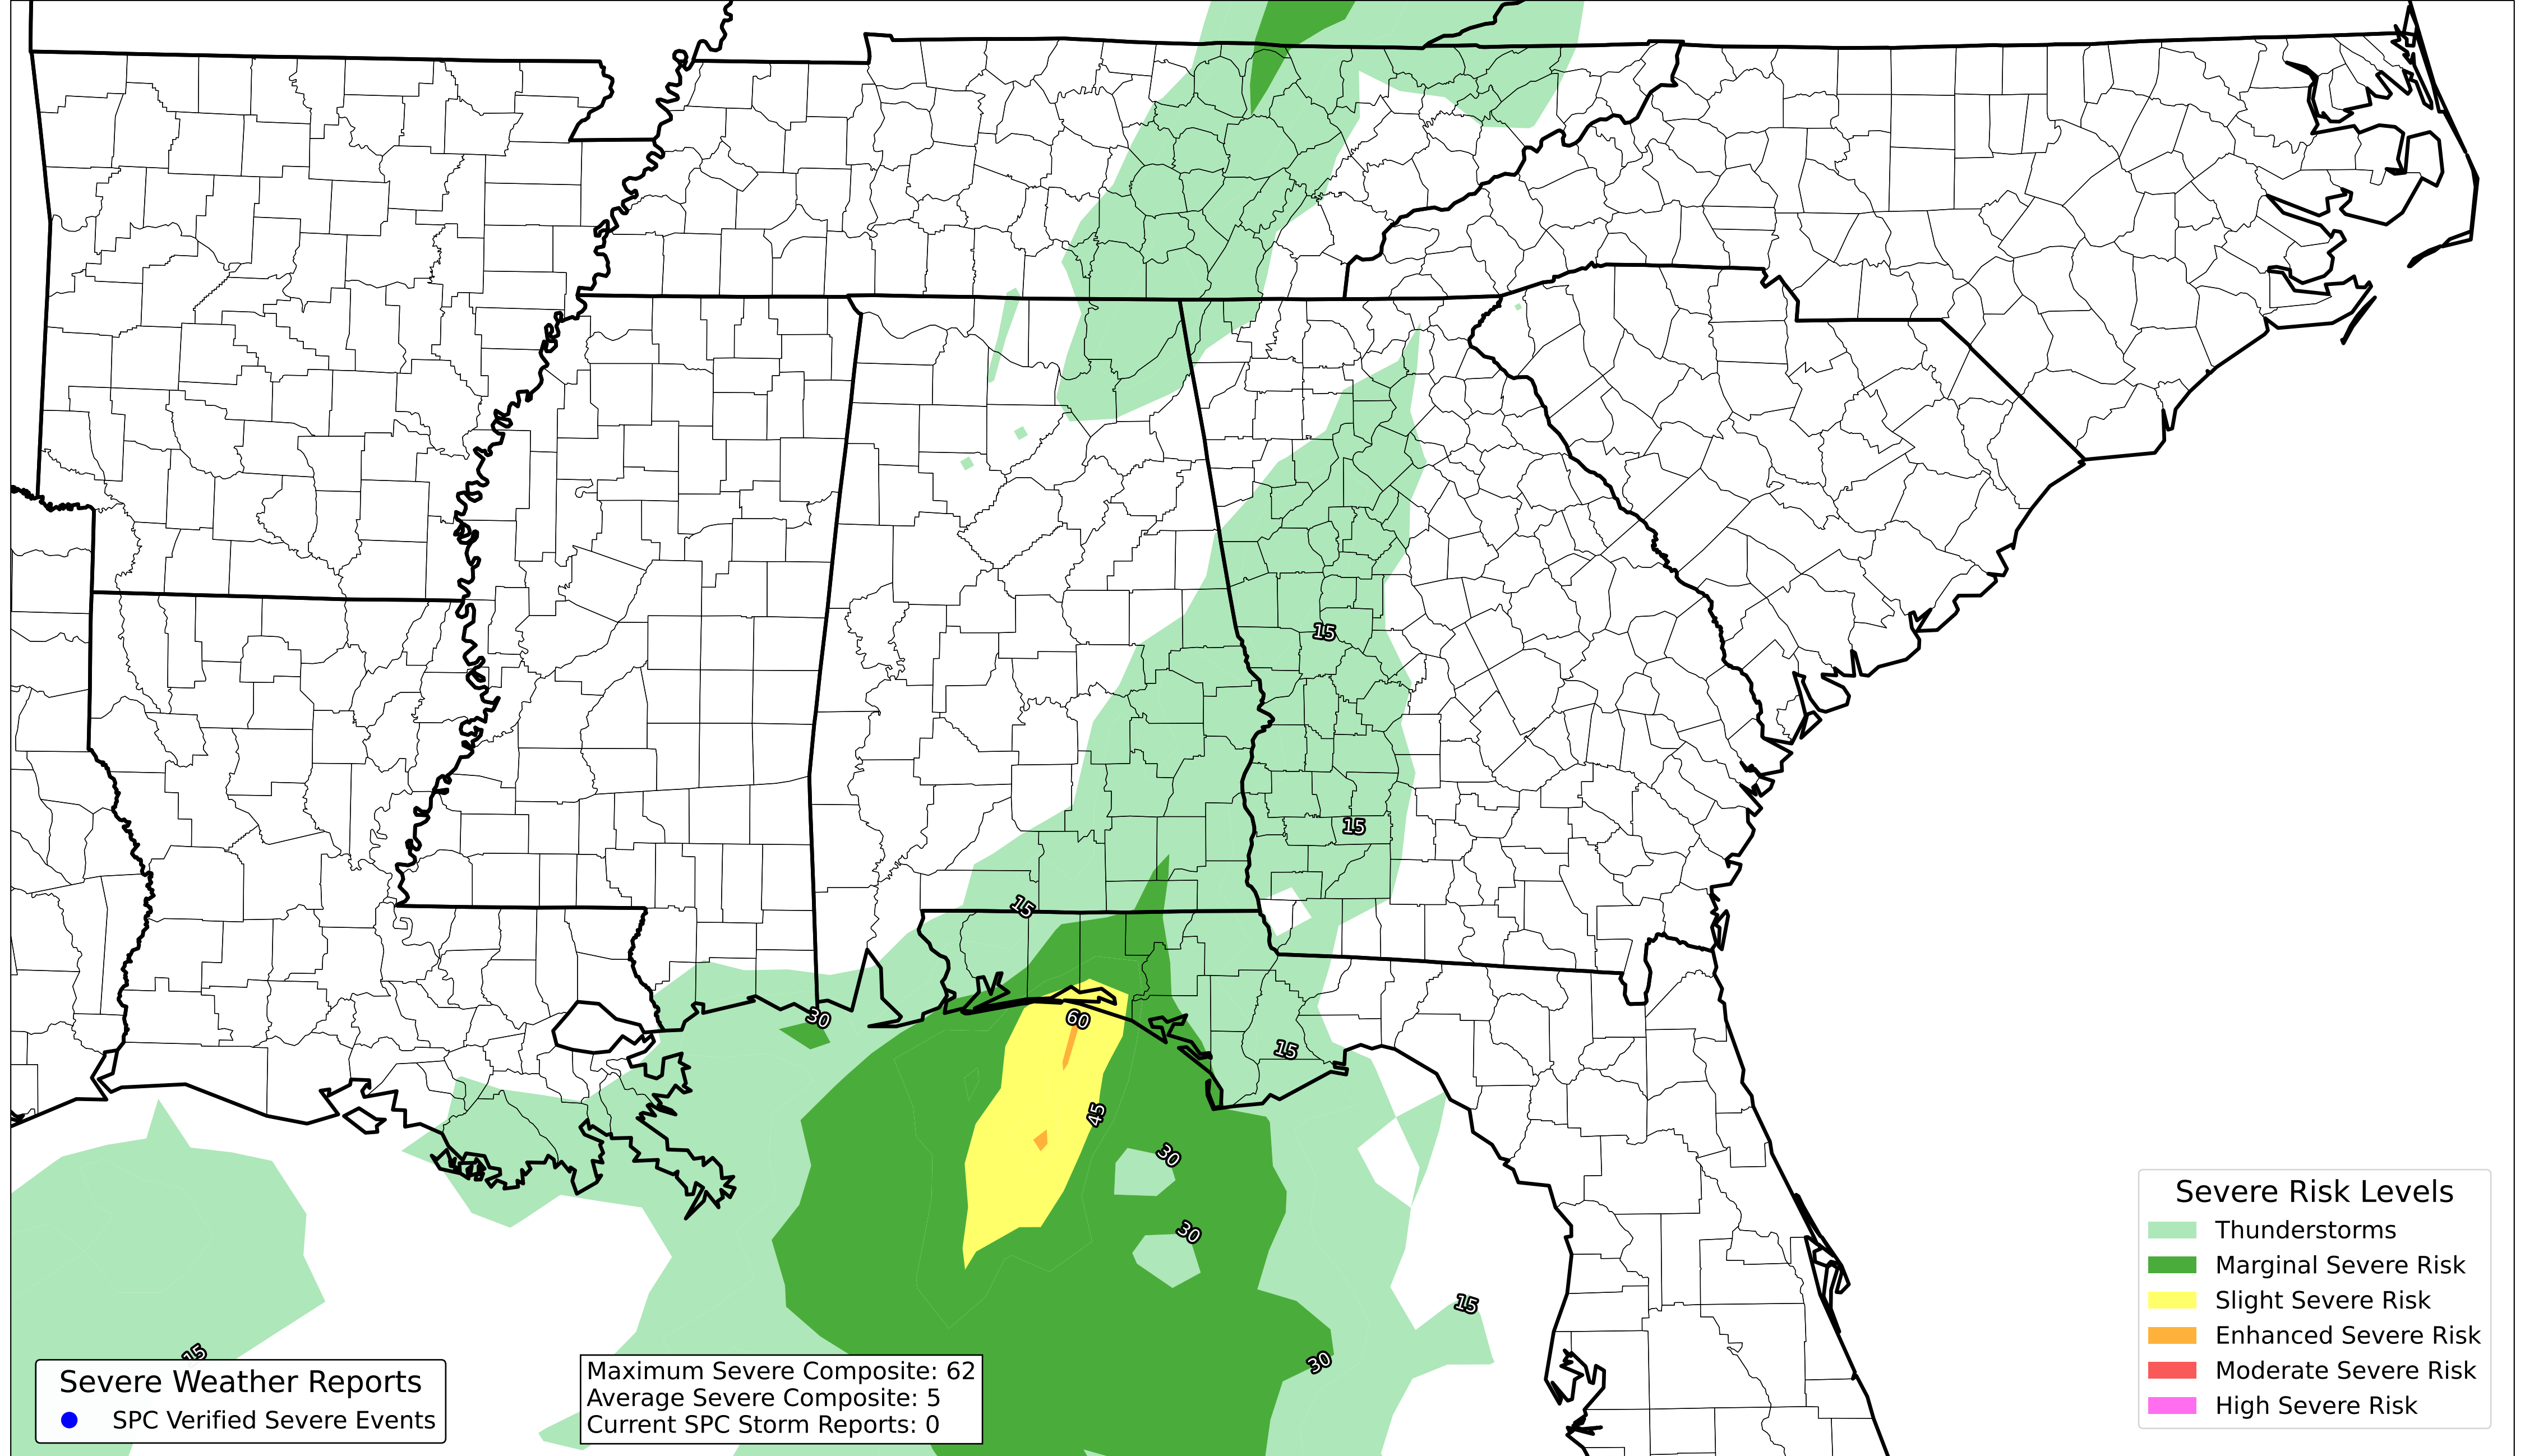 15
15
15
30
60
15
45
30
30
15
15
30
Severe Risk Levels
Thunderstorms
Marginal Severe Risk
Slight Severe Risk
Enhanced Severe Risk
Moderate Severe Risk
High Severe Risk
Severe Weather Reports
SPC Verified Severe Events
Maximum Severe Composite: 62
Average Severe Composite: 5
Current SPC Storm Reports: 0